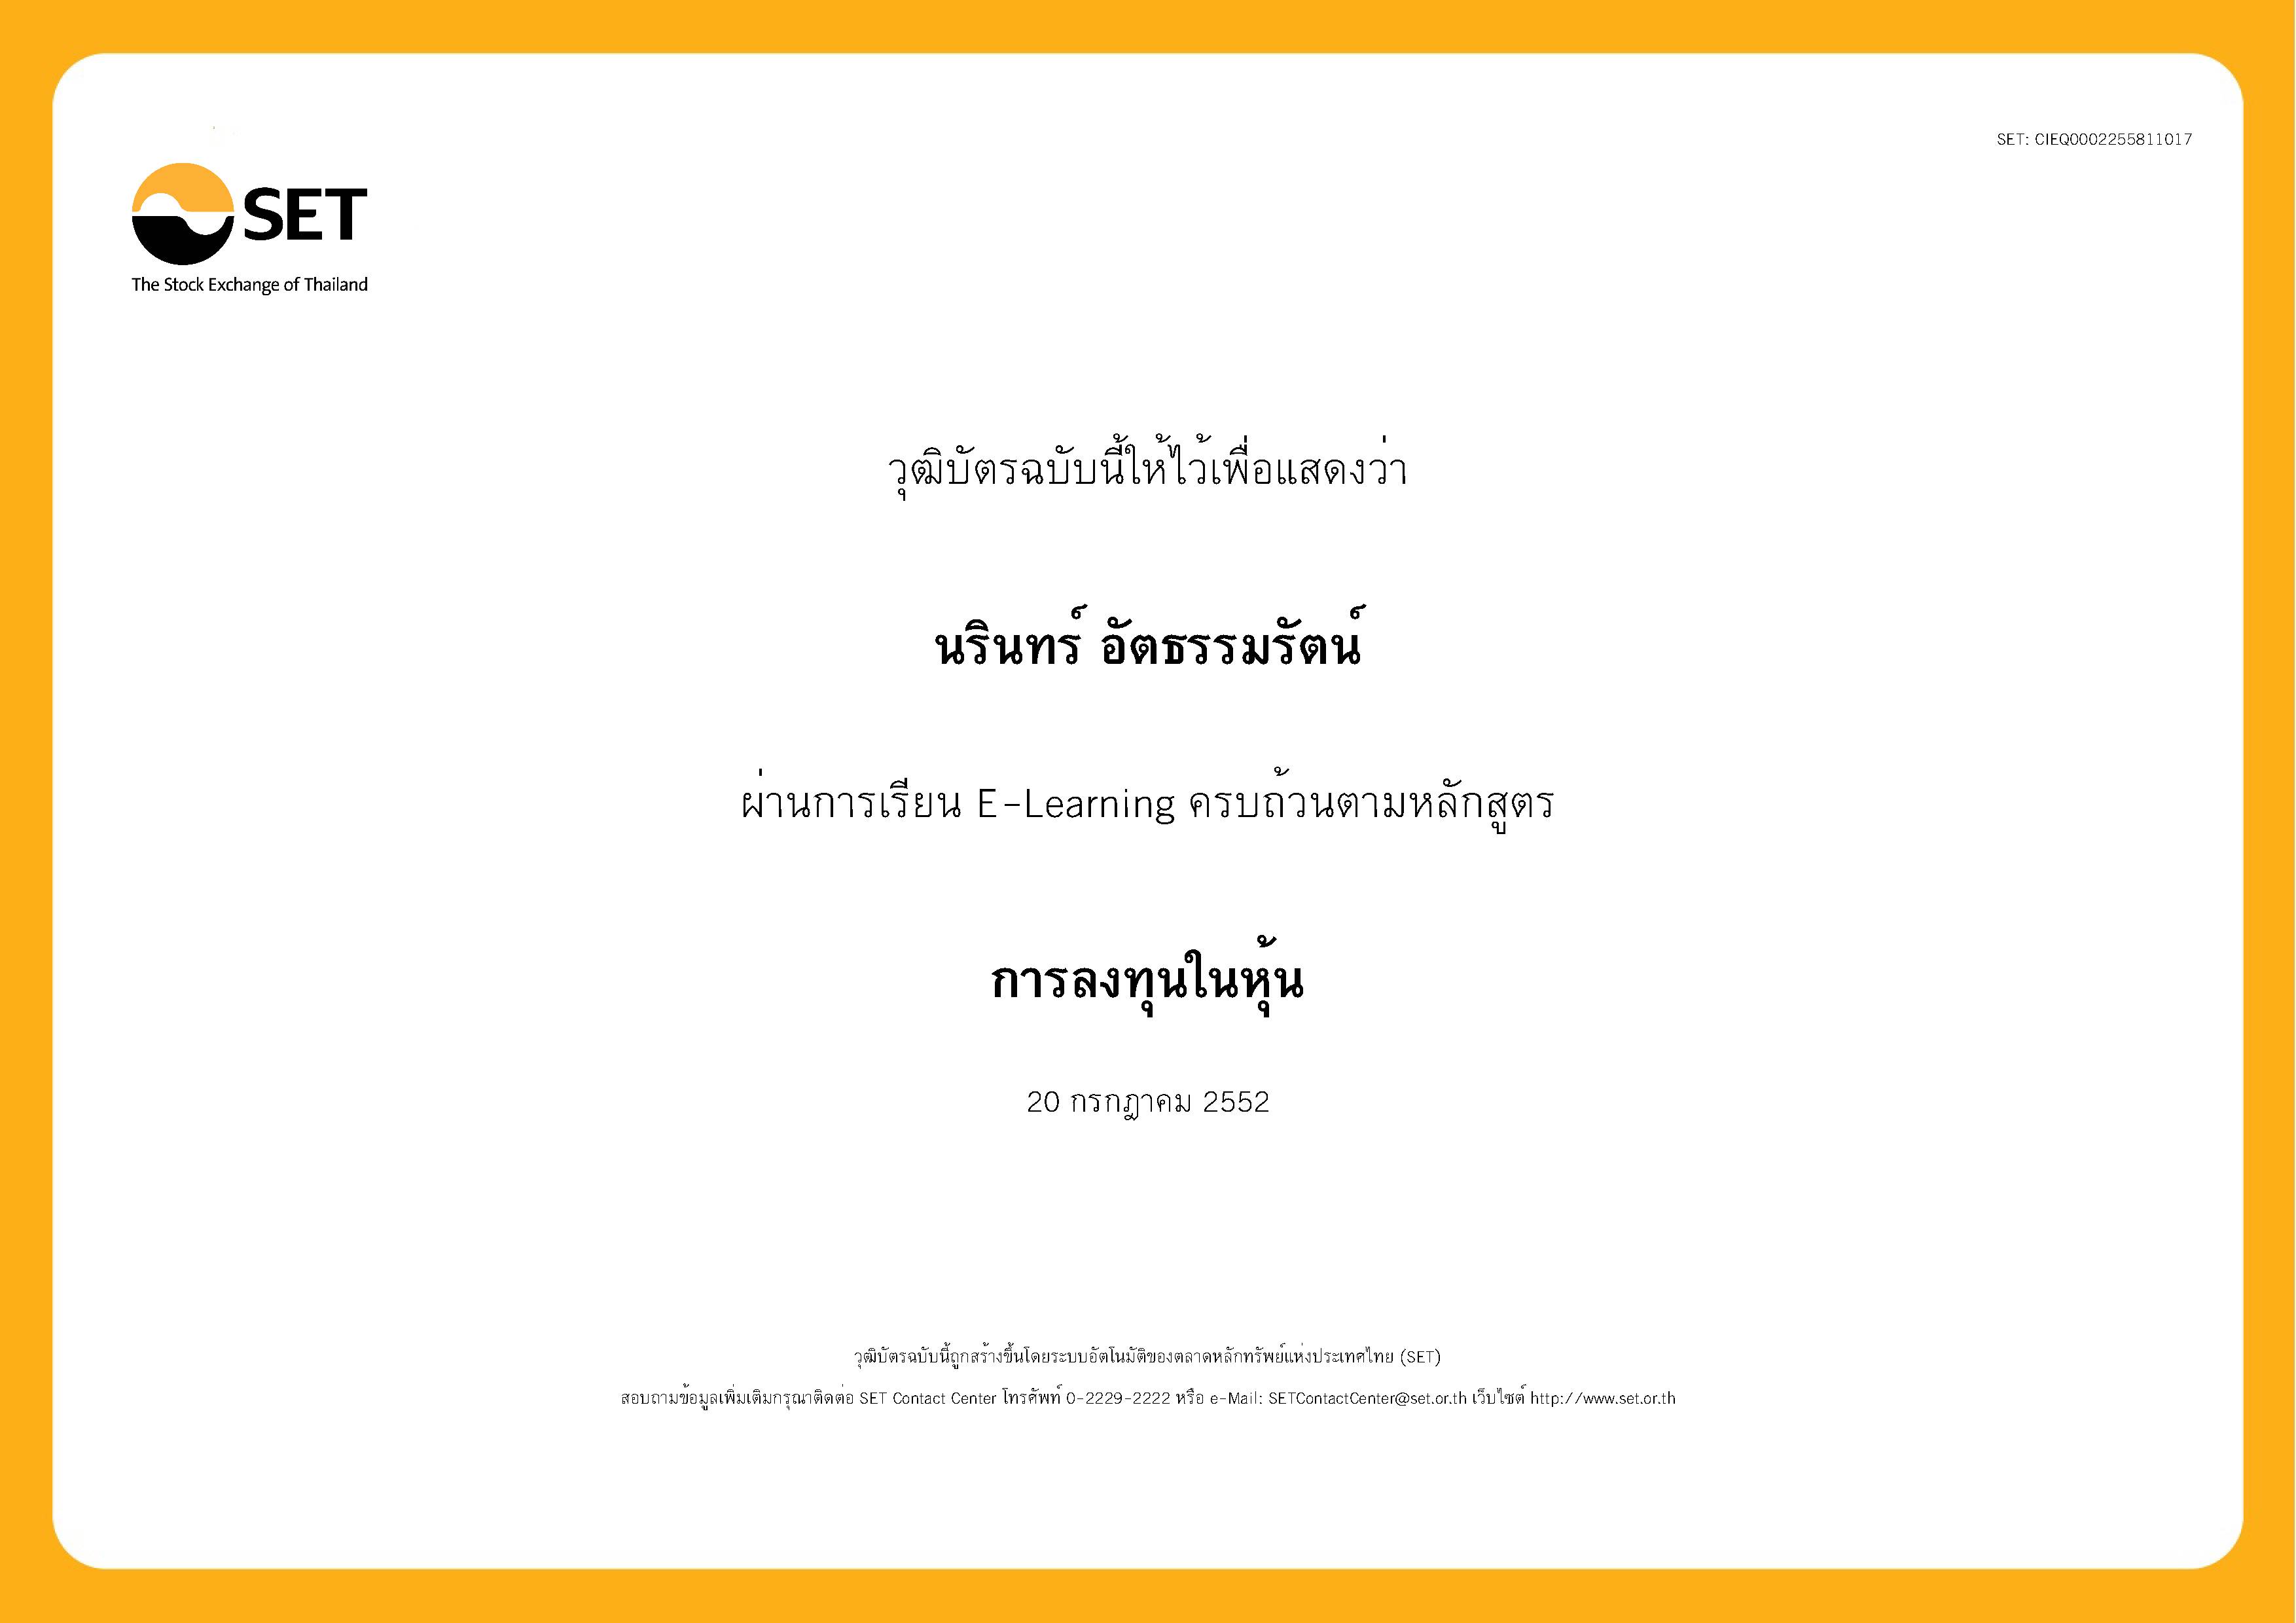 SET: CIEQ0002255811017
SET
The Stock Exchange of Thailand
วุฒิบัตรฉบับนี้ให้ไว้เพื่อแสดงว่า
นรินทร์ อัตธรรมรัตน์
ผ่านการเรียน E-Learning ครบถ้วนตามหลักสูตร
การลงทุนในหุ้น
20 กรกฎาคม 2552
วุฒิบัตรฉบับนี้ถูกสร้างขึ้นโดยระบบอัตโนมัติของตลาดหลักทรัพย์แห่งประเทศไทย (SET)
สอบถามข้อมูลเพิ่มเติมกรุณาติดต่อ SET Contact Center โทรศัพท์ 0-2229-2222 หรือ e-Mail: SETContactCenter@set.or.th เว็บไซต์ http://www.set.or.th